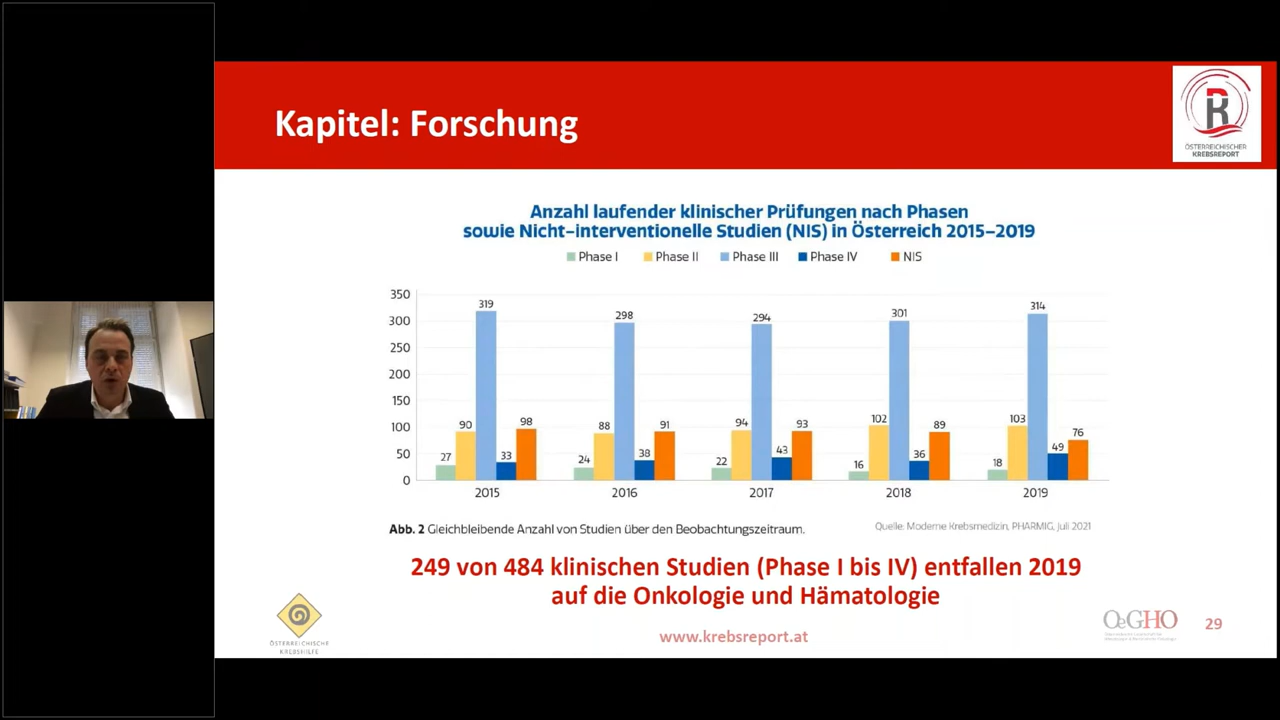 Kapitel: Forschung
ÖSTERREICHISCHER
KREBSREPORT
Anzahl laufender klinischer Prüfungen nach Phasen
sowie Nicht-interventionelle Studien (NIS) in Österreich 2015–2019
Phase I Phase II Phase III Phase IV NIS
350
300
250
200
150
100
50
0
27 90 319 33 98
24 88 298 38 91
22 94 294 43 93
16 102 301 36 89
18 103 314 49 76
2015 2016 2017 2018 2019
Abb. 2 Gleichbleibende Anzahl von Studien über den Beobachtungszeitraum.
Quelle: Moderne Krebsmedizin, PHARMIG, Juli 2021
249 von 484 klinischen Studien (Phase I bis IV) entfallen 2019
auf die Onkologie und Hämatologie
ÖSTERREICHISCHE
KREBSHILFE
www.krebsreport.at
OeGHO
29